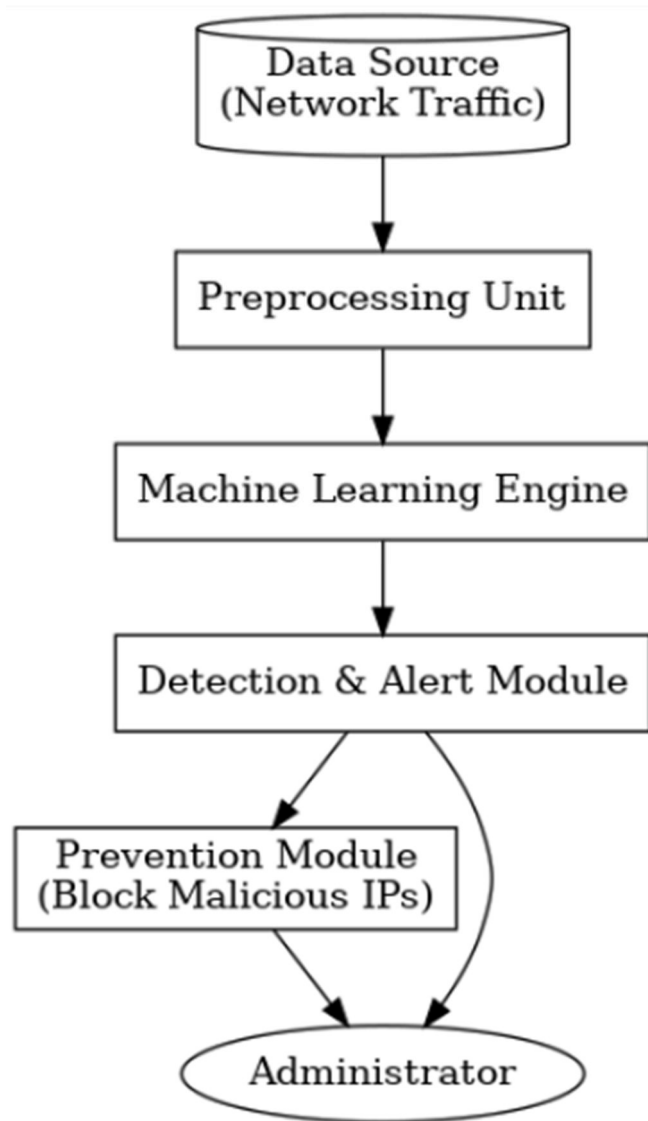 Data Source
(Network Traffic)
Preprocessing Unit
Machine Learning Engine
Detection & Alert Module
Prevention Module
(Block Malicious IPs)
Administrator